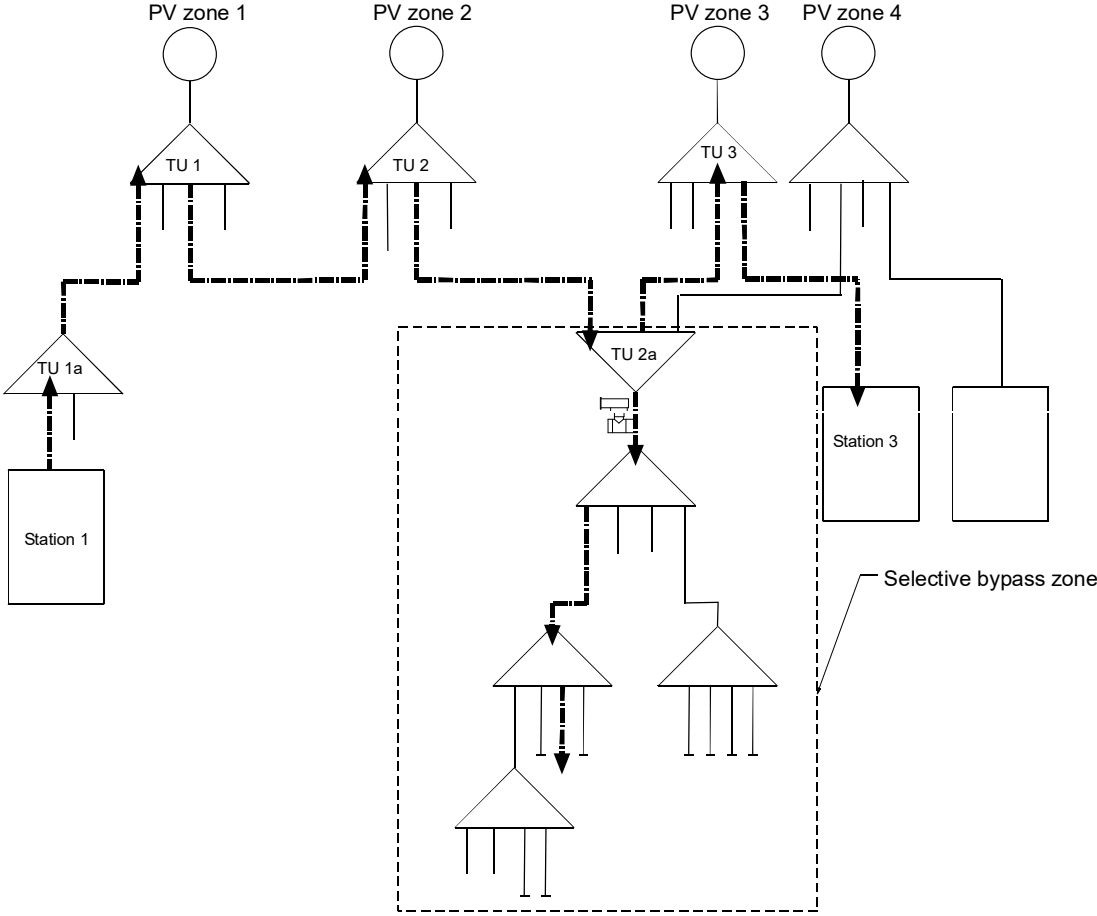 PV zone 1
PV zone 2
PV zone 3
PV zone 4
TU 1
TU 2
TU 3
TU 2a
TU 1a
Station 3
Station 1
Selective bypass zone